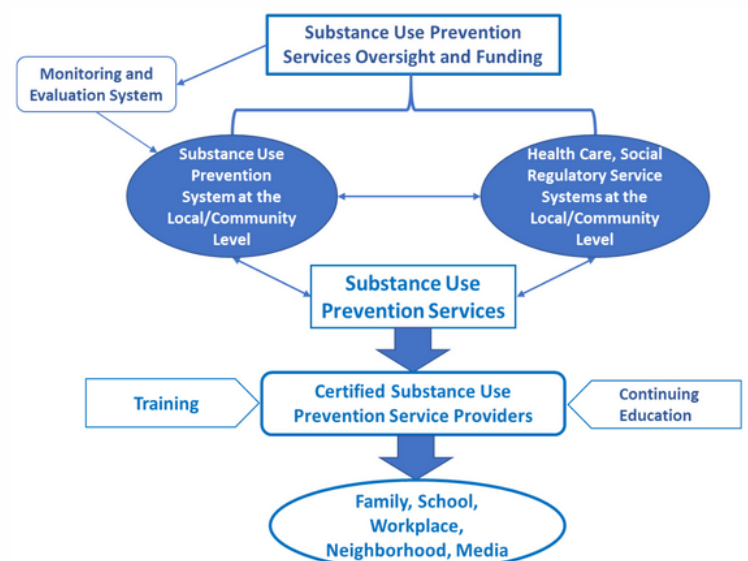 Substance Use Prevention
Services Oversight and Funding
Monitoring and
Evaluation System
Substance Use
Prevention
System at the
Local/Community
Level
Health Care, Social
Regulatory Service
Systems at the
Local/Community
Level
Substance Use
Prevention Services
Training
Certified Substance Use
Prevention Service Providers
Continuing
Education
Family, School,
Workplace,
Neighborhood, Media